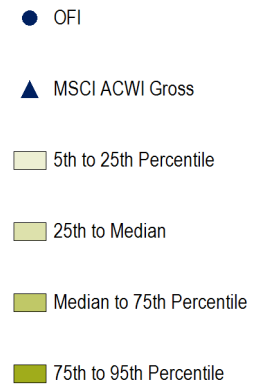 OFI
MSCI ACWI Gross
5th to 25th Percentile
25th to Median
Median to 75th Percentile
75th to 95th Percentile